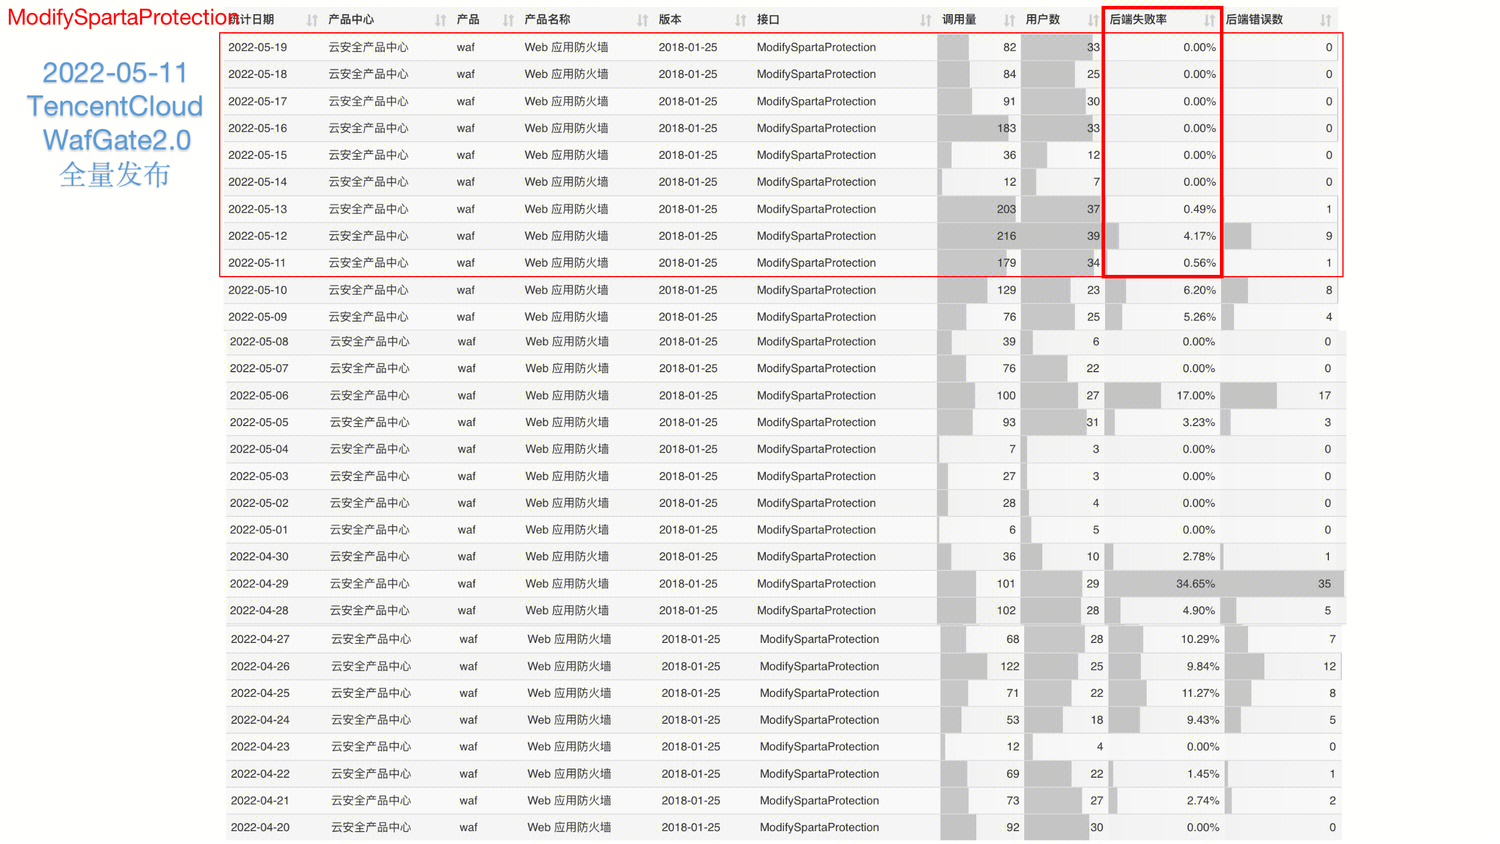 ModifySpartaProtection
2022-05-11
TencentCloud
WafGate2.0
全量发布
统计日期 产品中心 产品 产品名称 版本 接口 调用量 用户数 后端失败率 后端错误数
2022-05-19 云安全产品中心 waf Web 应用防火墙 2018-01-25 ModifySpartaProtection 82 33 0.00% 0
2022-05-18 云安全产品中心 waf Web 应用防火墙 2018-01-25 ModifySpartaProtection 84 25 0.00% 0
2022-05-17 云安全产品中心 waf Web 应用防火墙 2018-01-25 ModifySpartaProtection 91 30 0.00% 0
2022-05-16 云安全产品中心 waf Web 应用防火墙 2018-01-25 ModifySpartaProtection 183 33 0.00% 0
2022-05-15 云安全产品中心 waf Web 应用防火墙 2018-01-25 ModifySpartaProtection 36 12 0.00% 0
2022-05-14 云安全产品中心 waf Web 应用防火墙 2018-01-25 ModifySpartaProtection 12 7 0.00% 0
2022-05-13 云安全产品中心 waf Web 应用防火墙 2018-01-25 ModifySpartaProtection 203 37 0.49% 1
2022-05-12 云安全产品中心 waf Web 应用防火墙 2018-01-25 ModifySpartaProtection 216 39 4.17% 9
2022-05-11 云安全产品中心 waf Web 应用防火墙 2018-01-25 ModifySpartaProtection 179 34 0.56% 1
2022-05-10 云安全产品中心 waf Web 应用防火墙 2018-01-25 ModifySpartaProtection 129 23 6.20% 8
2022-05-09 云安全产品中心 waf Web 应用防火墙 2018-01-25 ModifySpartaProtection 76 25 5.26% 4
2022-05-08 云安全产品中心 waf Web 应用防火墙 2018-01-25 ModifySpartaProtection 39 6 0.00% 0
2022-05-07 云安全产品中心 waf Web 应用防火墙 2018-01-25 ModifySpartaProtection 76 22 0.00% 0
2022-05-06 云安全产品中心 waf Web 应用防火墙 2018-01-25 ModifySpartaProtection 100 27 17.00% 17
2022-05-05 云安全产品中心 waf Web 应用防火墙 2018-01-25 ModifySpartaProtection 93 31 3.23% 3
2022-05-04 云安全产品中心 waf Web 应用防火墙 2018-01-25 ModifySpartaProtection 7 3 0.00% 0
2022-05-03 云安全产品中心 waf Web 应用防火墙 2018-01-25 ModifySpartaProtection 27 3 0.00% 0
2022-05-02 云安全产品中心 waf Web 应用防火墙 2018-01-25 ModifySpartaProtection 28 4 0.00% 0
2022-05-01 云安全产品中心 waf Web 应用防火墙 2018-01-25 ModifySpartaProtection 6 5 0.00% 0
2022-04-30 云安全产品中心 waf Web 应用防火墙 2018-01-25 ModifySpartaProtection 36 10 2.78% 1
2022-04-29 云安全产品中心 waf Web 应用防火墙 2018-01-25 ModifySpartaProtection 101 29 34.65% 35
2022-04-28 云安全产品中心 waf Web 应用防火墙 2018-01-25 ModifySpartaProtection 102 28 4.90% 5
2022-04-27 云安全产品中心 waf Web 应用防火墙 2018-01-25 ModifySpartaProtection 68 28 10.29% 7
2022-04-26 云安全产品中心 waf Web 应用防火墙 2018-01-25 ModifySpartaProtection 122 25 9.84% 12
2022-04-25 云安全产品中心 waf Web 应用防火墙 2018-01-25 ModifySpartaProtection 71 22 11.27% 8
2022-04-24 云安全产品中心 waf Web 应用防火墙 2018-01-25 ModifySpartaProtection 53 18 9.43% 5
2022-04-23 云安全产品中心 waf Web 应用防火墙 2018-01-25 ModifySpartaProtection 12 4 0.00% 0
2022-04-22 云安全产品中心 waf Web 应用防火墙 2018-01-25 ModifySpartaProtection 69 22 1.45% 1
2022-04-21 云安全产品中心 waf Web 应用防火墙 2018-01-25 ModifySpartaProtection 73 27 2.74% 2
2022-04-20 云安全产品中心 waf Web 应用防火墙 2018-01-25 ModifySpartaProtection 92 30 0.00% 0